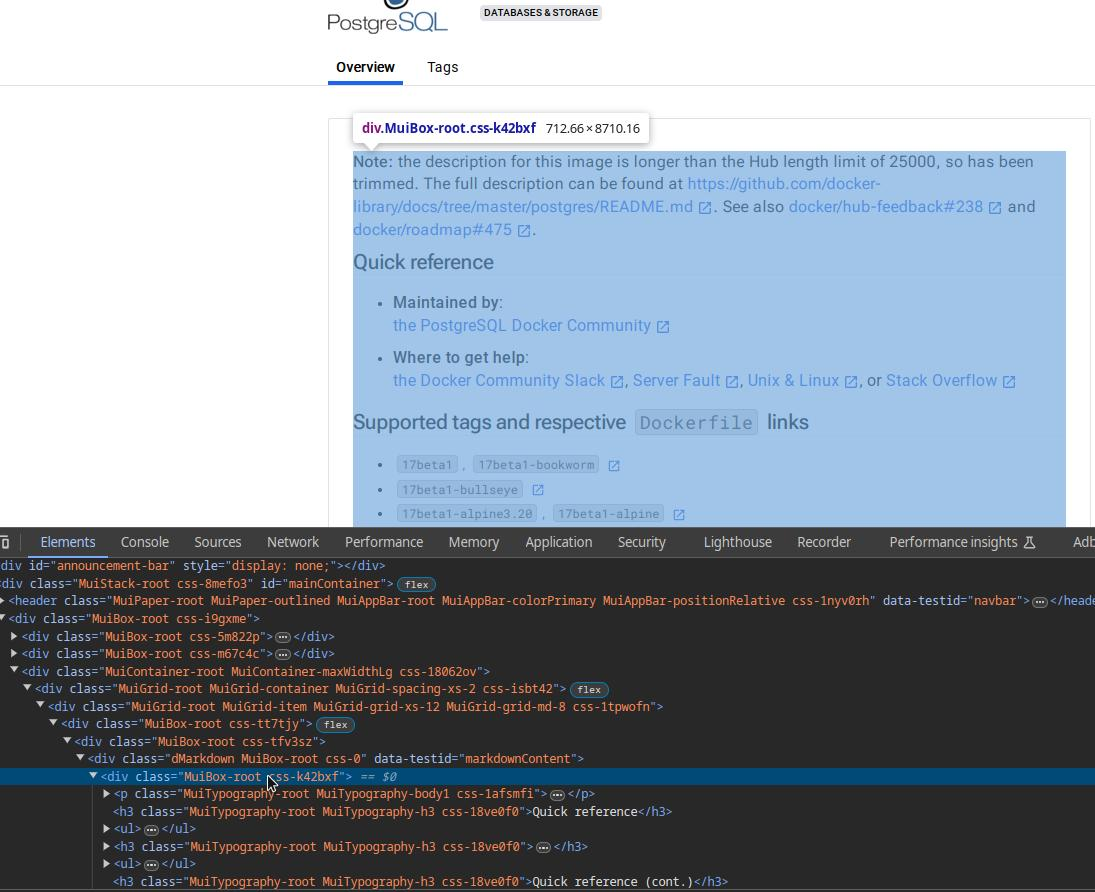 PostgreSQL
DATABASES & STORAGE
Overview Tags
div.MuiBox-root.css-k42bxf 712.66×8710.16
Note: the description for this image is longer than the Hub length limit of 25000, so has been
trimmed. The full description can be found at https://github.com/docker-
library/docs/tree/master/postgres/README.md. See also docker/hub-feedback#238 and
docker/roadmap#475.
Quick reference
• Maintained by:
the PostgreSQL Docker Community
• Where to get help:
the Docker Community Slack, Server Fault, Unix & Linux, or Stack Overflow
Supported tags and respective Dockerfile links
• 17beta1, 17beta1-bookworm
• 17beta1-bullseye
• 17beta1-alpine3.20, 17beta1-alpine
Elements Console Sources Network Performance Memory Application Security Lighthouse Recorder Performance insights Adb
div id="announcement-bar" style="display: none;"></div>
div class="MuiStack-root css-8mefo3" id="mainContainer"> flex
<header class="MuiPaper-root MuiPaper-outlined MuiAppBar-root MuiAppBar-colorPrimary MuiAppBar-positionRelative css-1nyv0rh" data-testid="navbar">…</heade
<div class="MuiBox-root css-i9gxme">
<div class="MuiBox-root css-5m822p">…</div>
<div class="MuiBox-root css-m67c4c">…</div>
<div class="MuiContainer-root MuiContainer-maxWidthLg css-18062ov">
<div class="MuiGrid-root MuiGrid-container MuiGrid-spacing-xs-2 css-isbt42"> flex
<div class="MuiGrid-root MuiGrid-item MuiGrid-grid-xs-12 MuiGrid-grid-md-8 css-1tpwofn">
<div class="MuiBox-root css-tt7tjy"> flex
<div class="MuiBox-root css-tfv3sz">
<div class="dMarkdown MuiBox-root css-0" data-testid="markdownContent">
<div class="MuiBox-root css-k42bxf"> == $0
<p class="MuiTypography-root MuiTypography-body1 css-1afsmfi">…</p>
<h3 class="MuiTypography-root MuiTypography-h3 css-18ve0f0">Quick reference</h3>
<ul>…</ul>
<h3 class="MuiTypography-root MuiTypography-h3 css-18ve0f0">…</h3>
<ul>…</ul>
<h3 class="MuiTypography-root MuiTypography-h3 css-18ve0f0">Quick reference (cont.)</h3>